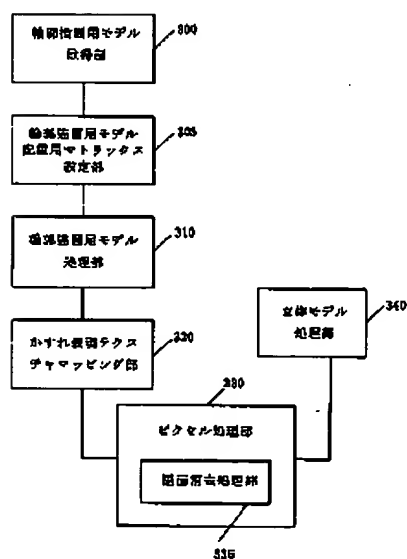 輪郭描画用モデル
取得部
300
輪郭描画用モデル
配置用マトリックス
設定部
305
輪郭描画用モデル
処理部
310
かすれ表現テクス
チャマッピング部
320
立体モデル
処理部
340
ピクセル処理部
隠面消去処理部